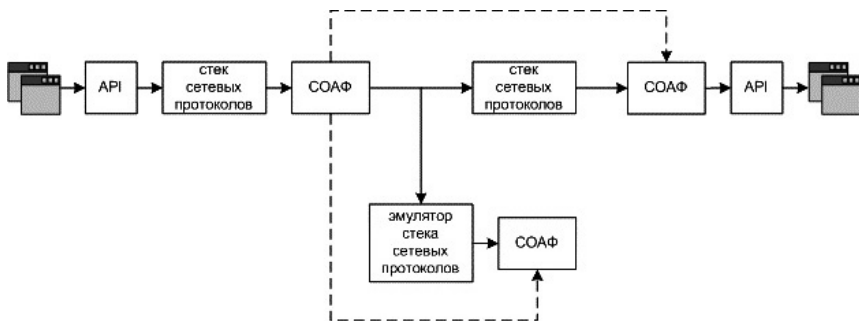 API
стек
сетевых
протоколов
СОАФ
стек
сетевых
протоколов
СОАФ
API
эмулятор
стека
сетевых
протоколов
СОАФ